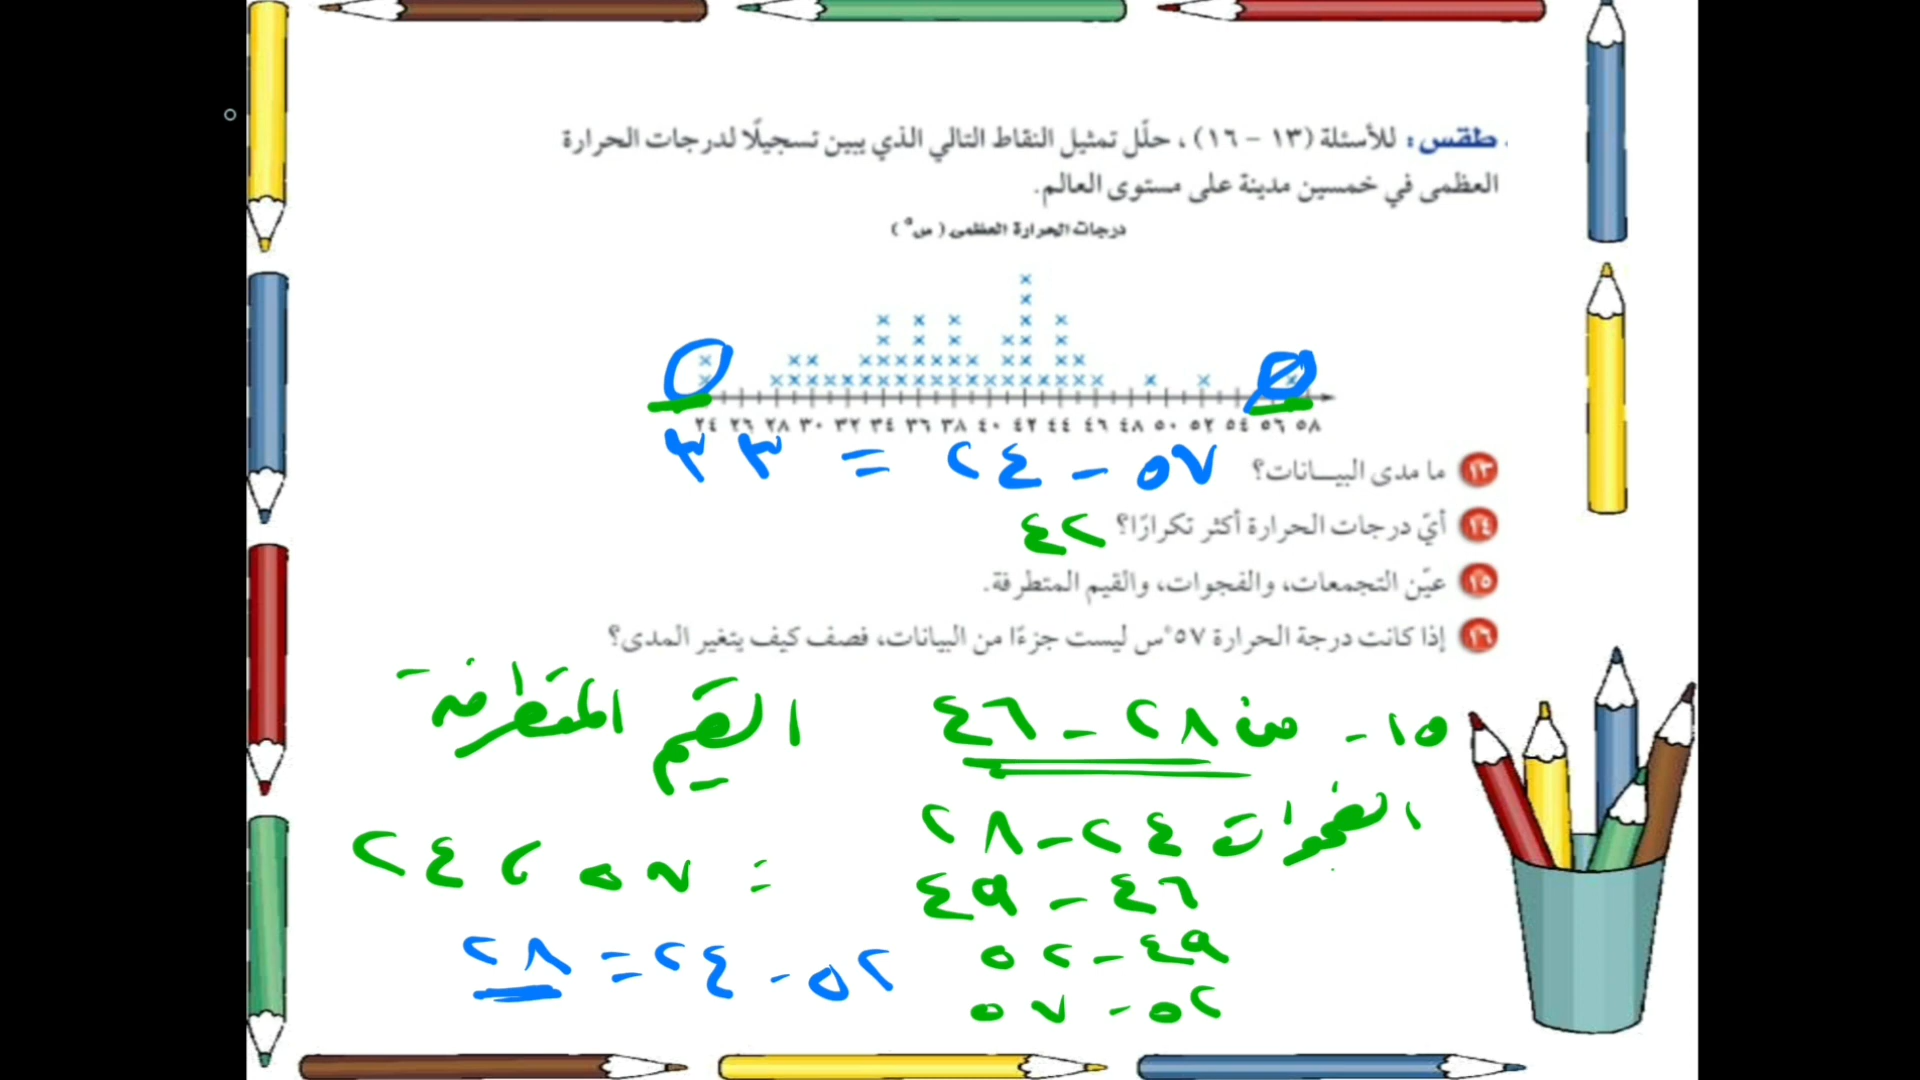 طقس: للأسئلة (١٣ – ١٦)، حلّل تمثيل النقاط التالي الذي يبين تسجيلًا لدرجات الحرارة
العظمى في خمسين مدينة على مستوى العالم.
درجات الحرارة العظمى (س°)
٢٤ ٢٦ ٢٨ ٣٠ ٣٢ ٣٤ ٣٦ ٣٨ ٤٠ ٤٢ ٤٤ ٤٦ ٤٨ ٥٠ ٥٢ ٥٤ ٥٦ ٥٨
١٣ ما مدى البيانات؟ ٥٧ - ٢٤ = ٣٣
١٤ أيّ درجات الحرارة أكثر تكرارًا؟ ٤٢
١٥ عيّن التجمعات، والفجوات، والقيم المتطرفة.
١٦ إذا كانت درجة الحرارة ٥٧°س ليست جزءًا من البيانات، فصف كيف يتغير المدى؟
١٥- من ٢٨ - ٤٦
الفجوات ٢٤ - ٢٨
٤٦ - ٤٩
٤٩ - ٥٢
٥٢ - ٥٧
القيم المتطرفة
= ٥٧ ، ٢٤
٥٢ - ٢٤ = ٢٨